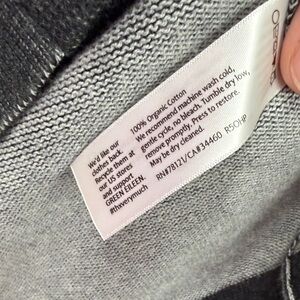 100% Organic Cotton
We recommend machine wash cold,
gentle cycle, no bleach. Tumble dry low,
remove promptly. Press to restore.
May be dry cleaned.
RN#78121/CA#34460 R5OHP
We'd like our
clothes back.
Recycle them at
our US stores
and support
GREEN EILEEN.
#thxverymuch